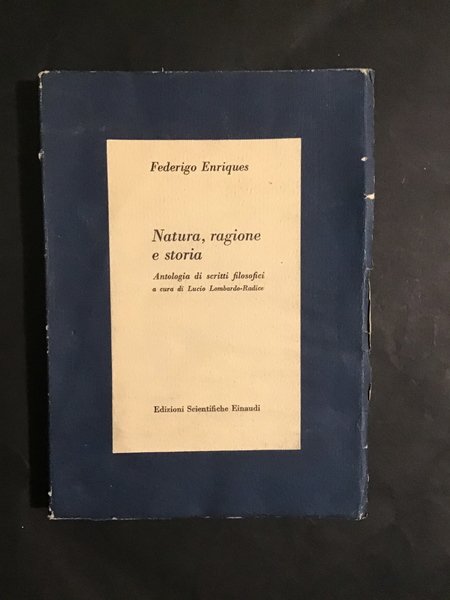 Federigo Enriques
Natura, ragione
e storia
Antologia di scritti filosofici
a cura di Lucio Lombardo-Radice
Edizioni Scientifiche Einaudi